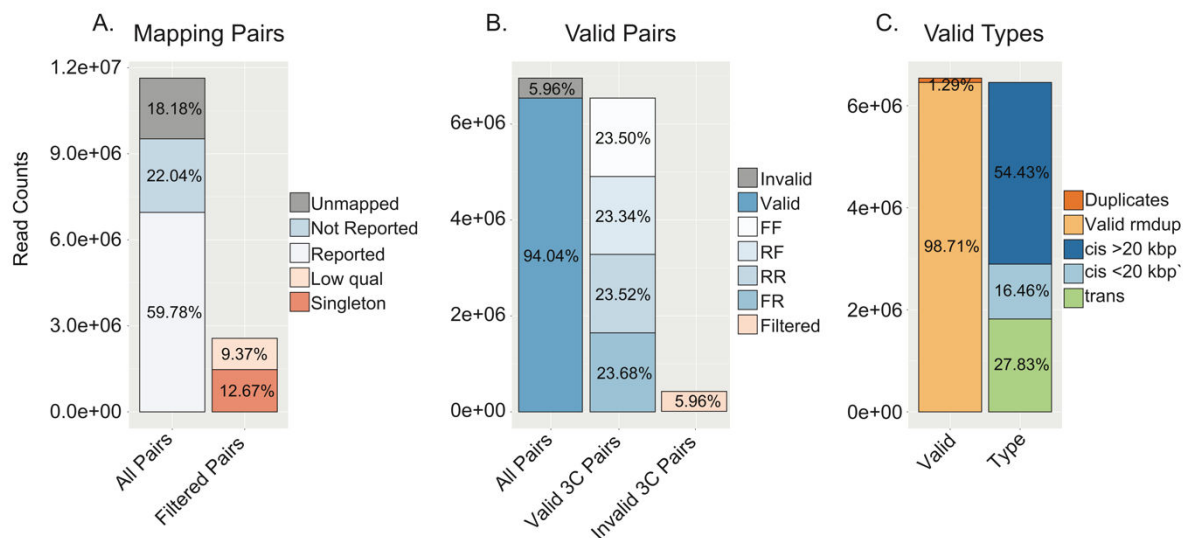 A. Mapping Pairs
1.2e+07
9.0e+06
6.0e+06
3.0e+06
0.0e+00
Read Counts
18.18%
22.04%
59.78%
9.37%
12.67%
All Pairs
Filtered Pairs
Unmapped
Not Reported
Reported
Low qual
Singleton
B. Valid Pairs
6e+06
4e+06
2e+06
0e+00
5.96%
94.04%
23.50%
23.34%
23.52%
23.68%
5.96%
All Pairs
Valid 3C Pairs
Invalid 3C Pairs
Invalid
Valid
FF
RF
RR
FR
Filtered
C. Valid Types
6e+06
4e+06
2e+06
0e+00
1.29%
98.71%
54.43%
16.46%
27.83%
Valid
Type
Duplicates
Valid rmdup
cis >20 kbp
cis <20 kbp`
trans